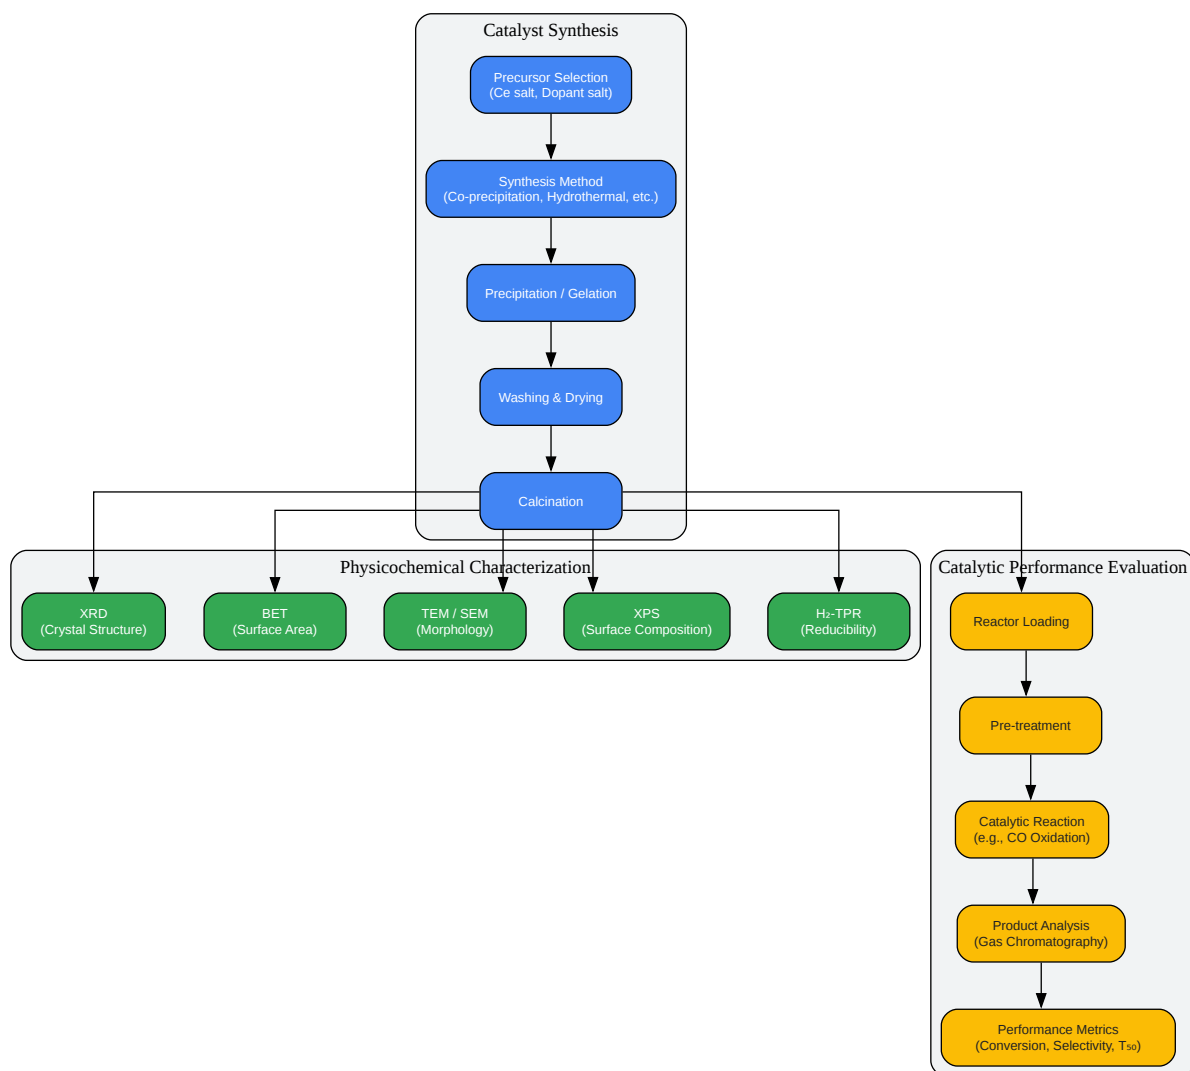 Catalyst Synthesis
Precursor Selection
(Ce salt, Dopant salt)
Synthesis Method
(Co-precipitation, Hydrothermal, etc.)
Precipitation / Gelation
Washing & Drying
Calcination
Physicochemical Characterization
XRD
(Crystal Structure)
BET
(Surface Area)
TEM / SEM
(Morphology)
XPS
(Surface Composition)
H₂-TPR
(Reducibility)
Catalytic Performance Evaluation
Reactor Loading
Pre-treatment
Catalytic Reaction
(e.g., CO Oxidation)
Product Analysis
(Gas Chromatography)
Performance Metrics
(Conversion, Selectivity, T₅₀)